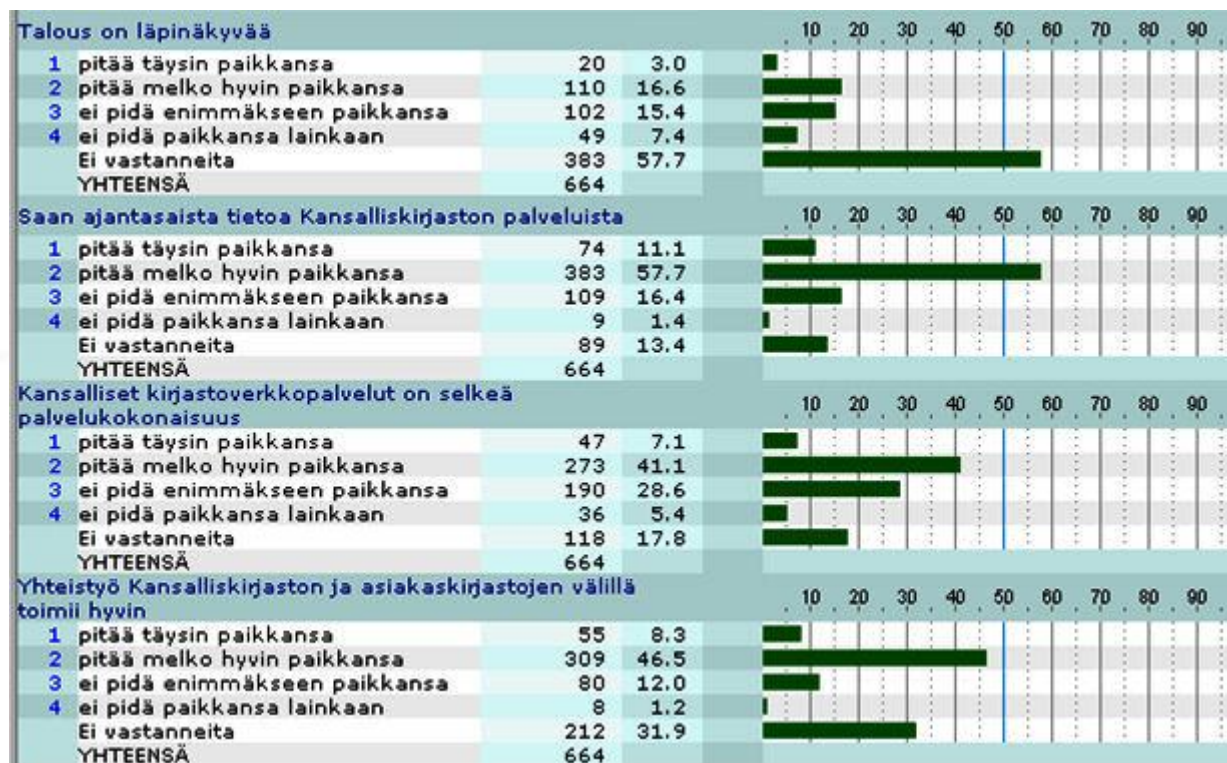 Talous on läpinäkyvää 10 20 30 40 50 60 70 80 90
1 pitää täysin paikkansa 20 3.0
2 pitää melko hyvin paikkansa 110 16.6
3 ei pidä enimmäkseen paikkansa 102 15.4
4 ei pidä paikkansa lainkaan 49 7.4
Ei vastanneita 383 57.7
YHTEENSÄ 664
Saan ajantasaista tietoa Kansalliskirjaston palveluista 10 20 30 40 50 60 70 80 90
1 pitää täysin paikkansa 74 11.1
2 pitää melko hyvin paikkansa 383 57.7
3 ei pidä enimmäkseen paikkansa 109 16.4
4 ei pidä paikkansa lainkaan 9 1.4
Ei vastanneita 89 13.4
YHTEENSÄ 664
Kansalliset kirjastoverkkopalvelut on selkeä
palvelukokonaisuus 10 20 30 40 50 60 70 80 90
1 pitää täysin paikkansa 47 7.1
2 pitää melko hyvin paikkansa 273 41.1
3 ei pidä enimmäkseen paikkansa 190 28.6
4 ei pidä paikkansa lainkaan 36 5.4
Ei vastanneita 118 17.8
YHTEENSÄ 664
Yhteistyö Kansalliskirjaston ja asiakaskirjastojen välillä
toimii hyvin 10 20 30 40 50 60 70 80 90
1 pitää täysin paikkansa 55 8.3
2 pitää melko hyvin paikkansa 309 46.5
3 ei pidä enimmäkseen paikkansa 80 12.0
4 ei pidä paikkansa lainkaan 8 1.2
Ei vastanneita 212 31.9
YHTEENSÄ 664